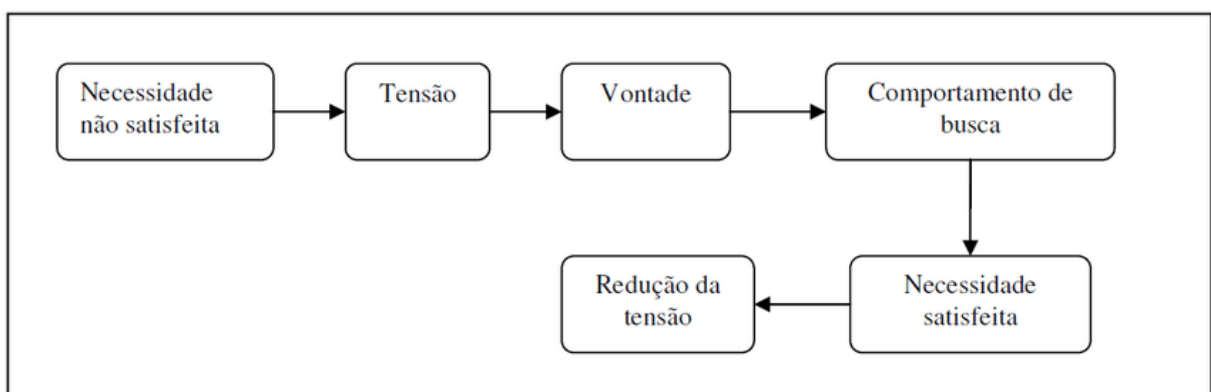 Necessidade
não satisfeita
Tensão
Vontade
Comportamento de
busca
Necessidade
satisfeita
Redução da
tensão